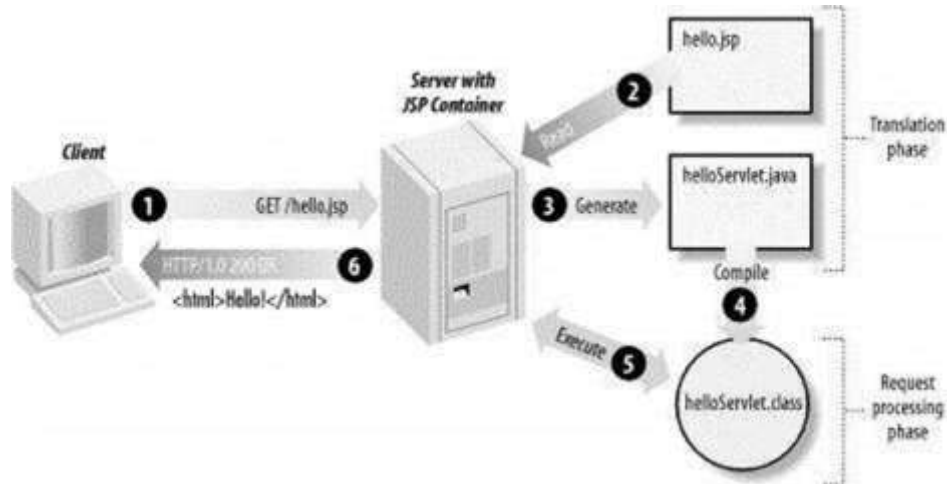 Client
1
GET /hello.jsp
HTTP/1.0 200 OK
6
<html>Hello!</html>
Server with
JSP Container
2
Read
hello.jsp
3
Generate
helloServlet.java
Compile
4
Execute
5
helloServlet.class
Translation
phase
Request
processing
phase